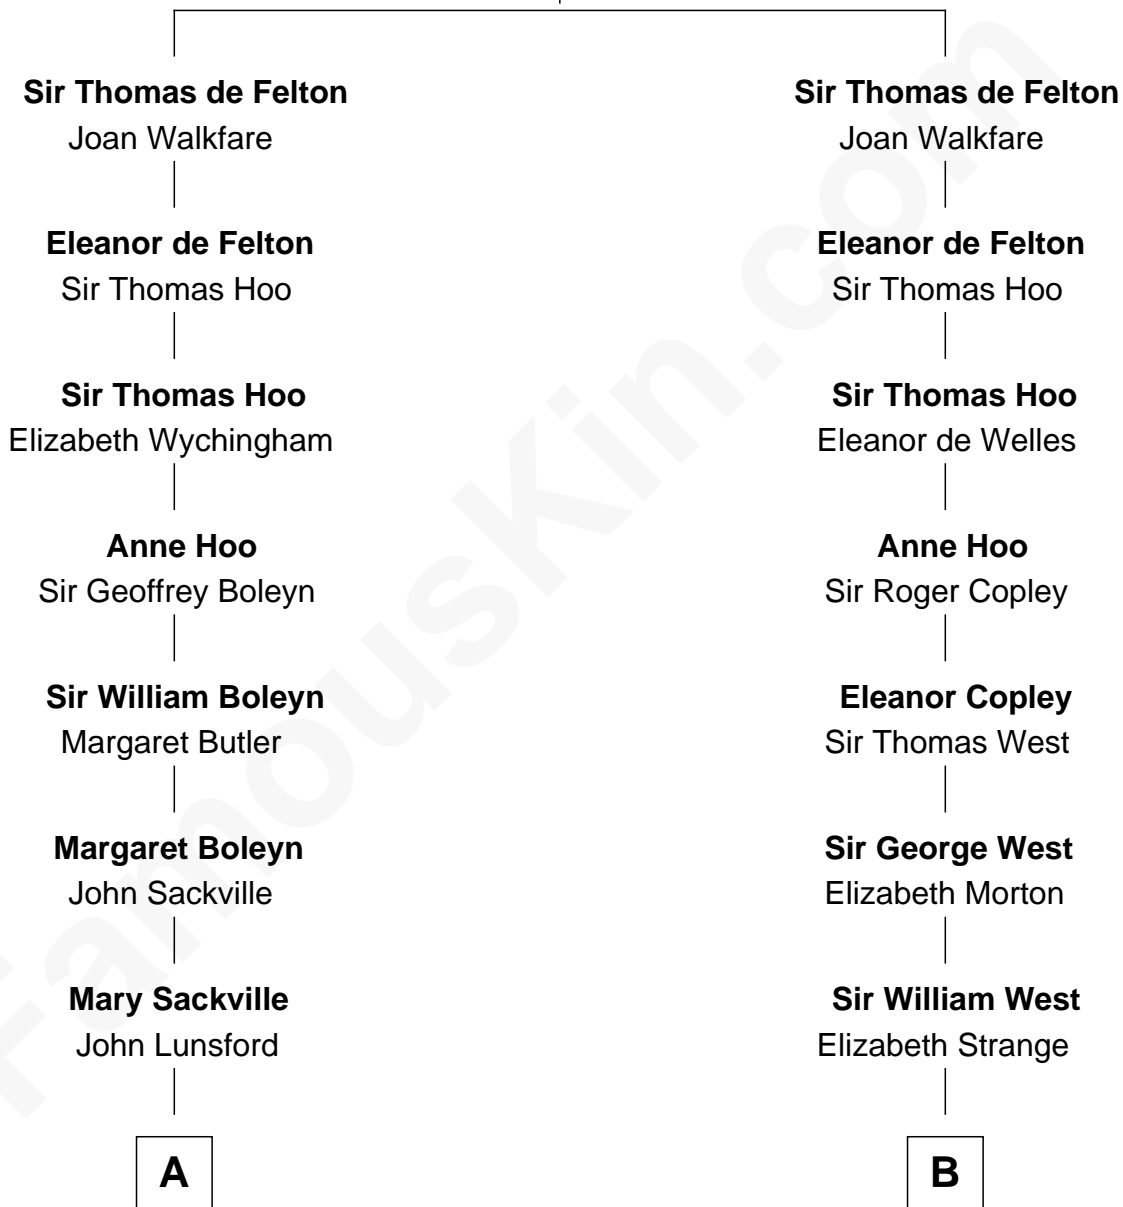 Sir Thomas de Felton
Joan Walkfare
Eleanor de Felton
Sir Thomas Hoo
Sir Thomas Hoo
Elizabeth Wychingham
Anne Hoo
Sir Geoffrey Boleyn
Sir William Boleyn
Margaret Butler
Margaret Boleyn
John Sackville
Mary Sackville
John Lunsford
A
Sir Thomas de Felton
Joan Walkfare
Eleanor de Felton
Sir Thomas Hoo
Sir Thomas Hoo
Eleanor de Welles
Anne Hoo
Sir Roger Copley
Eleanor Copley
Sir Thomas West
Sir George West
Elizabeth Morton
Sir William West
Elizabeth Strange
B
FamousKin.com